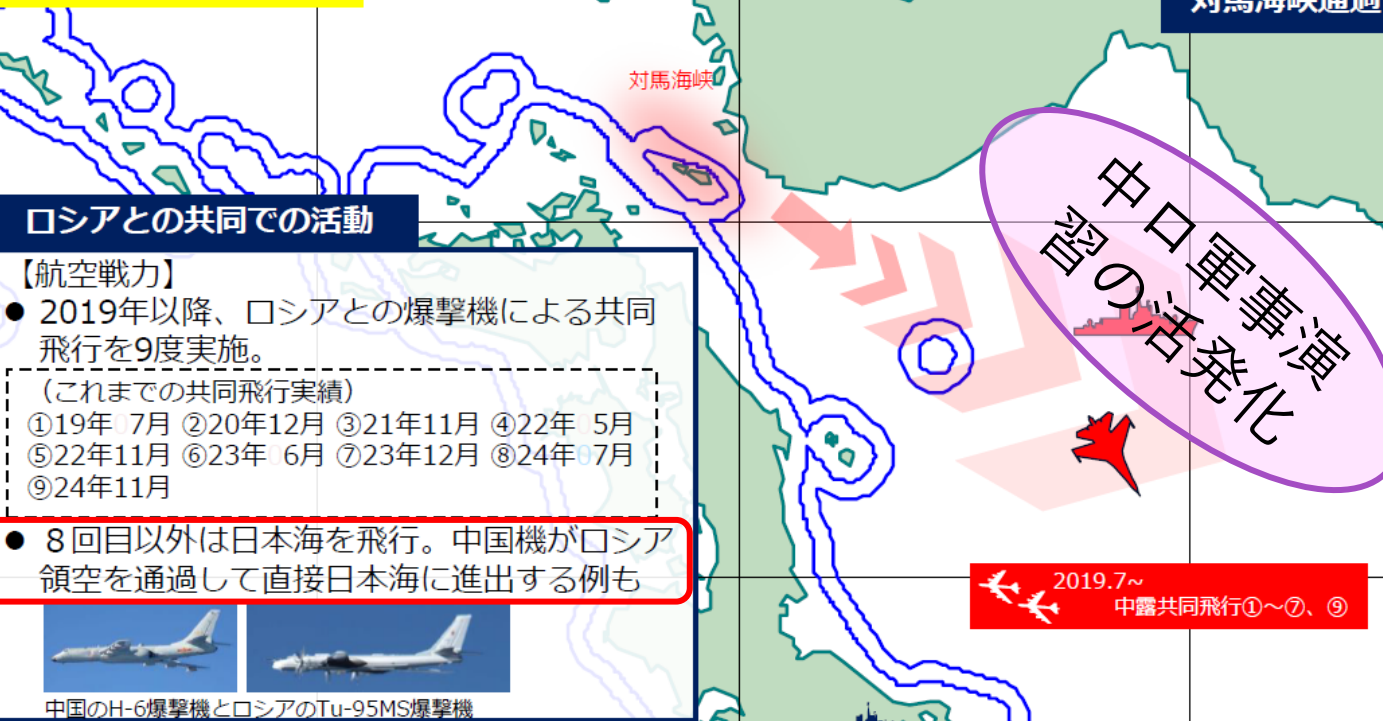 対馬海峡通過
対馬海峡
ロシアとの共同での活動
【航空戦力】
● 2019年以降、ロシアとの爆撃機による共同
飛行を9度実施。
（これまでの共同飛行実績）
①19年07月 ②20年12月 ③21年11月 ④22年05月
⑤22年11月 ⑥23年06月 ⑦23年12月 ⑧24年07月
⑨24年11月
● ８回目以外は日本海を飛行。中国機がロシア
領空を通過して直接日本海に進出する例も
中国のH-6爆撃機とロシアのTu-95MS爆撃機
中ロ軍事演
習の活発化
2019.7~
中露共同飛行①～⑦、⑨